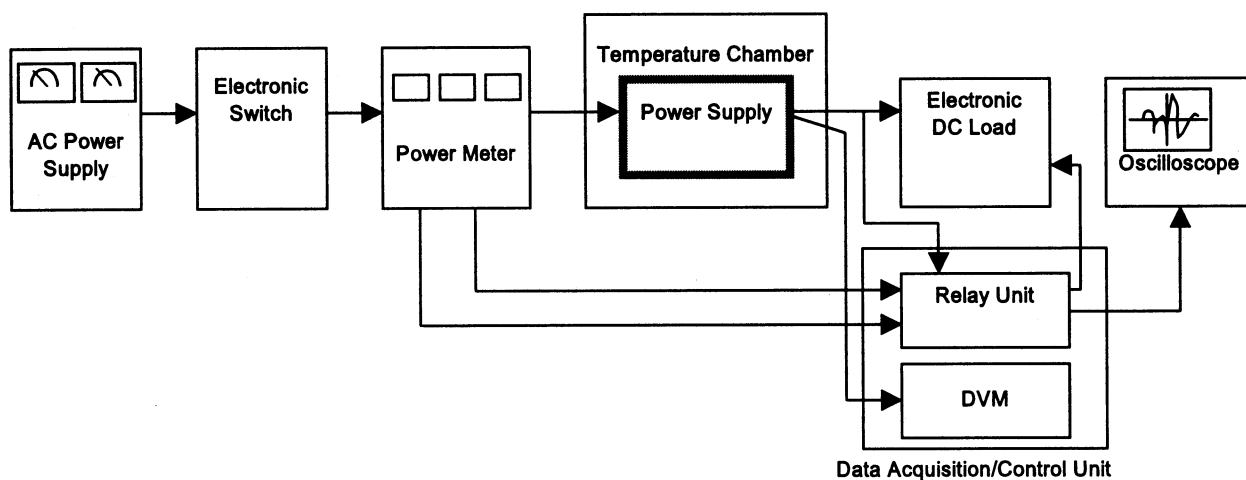 AC Power
Supply
Electronic
Switch
Power Meter
Temperature Chamber
Power Supply
Electronic
DC Load
Oscilloscope
Relay Unit
DVM
Data Acquisition/Control Unit